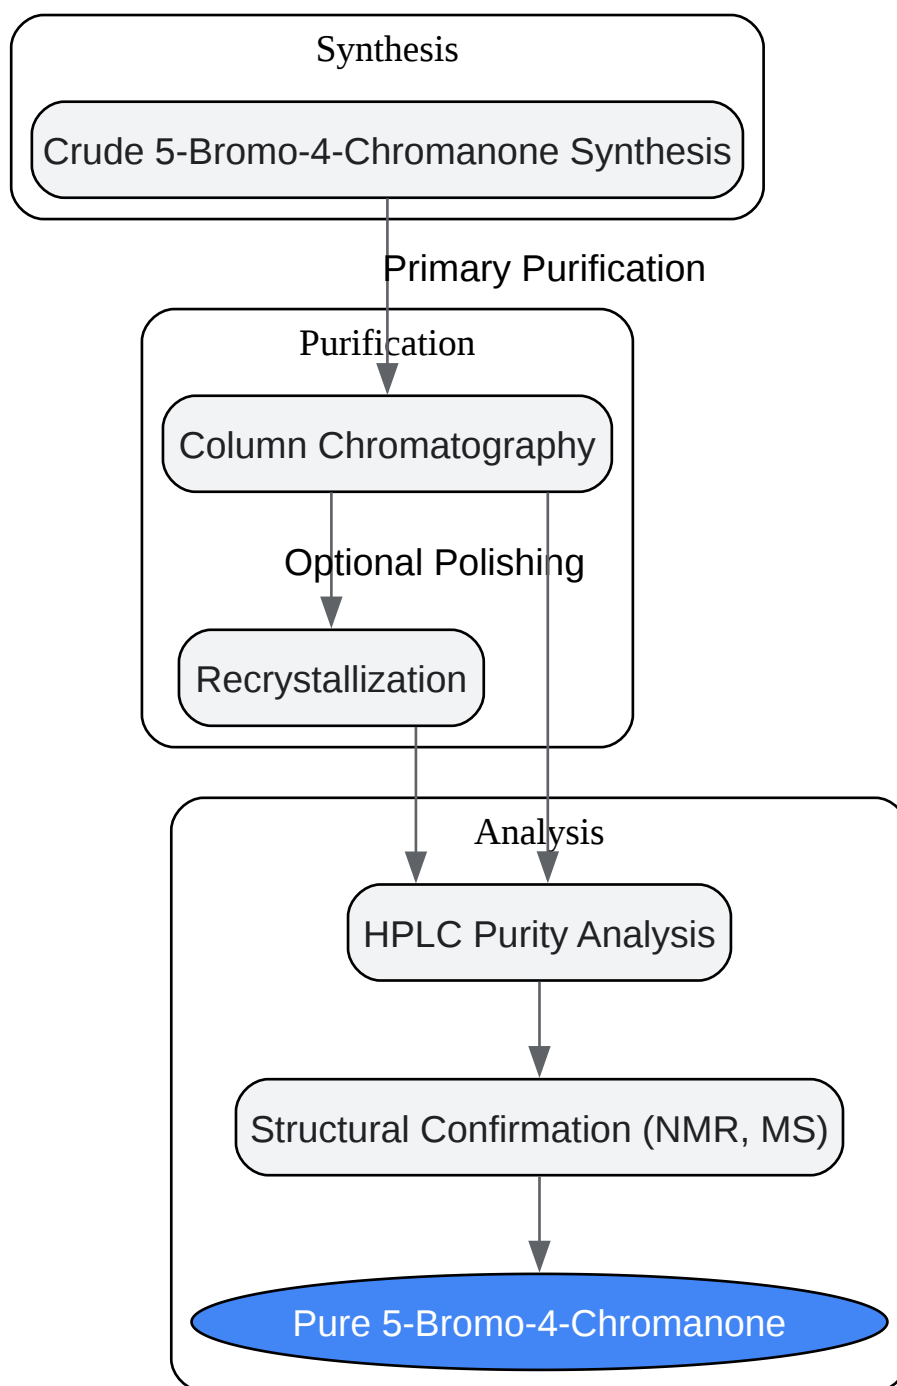 Synthesis
Crude 5-Bromo-4-Chromanone Synthesis
Primary Purification
Purification
Column Chromatography
Optional Polishing
Recrystallization
Analysis
HPLC Purity Analysis
Structural Confirmation (NMR, MS)
Pure 5-Bromo-4-Chromanone